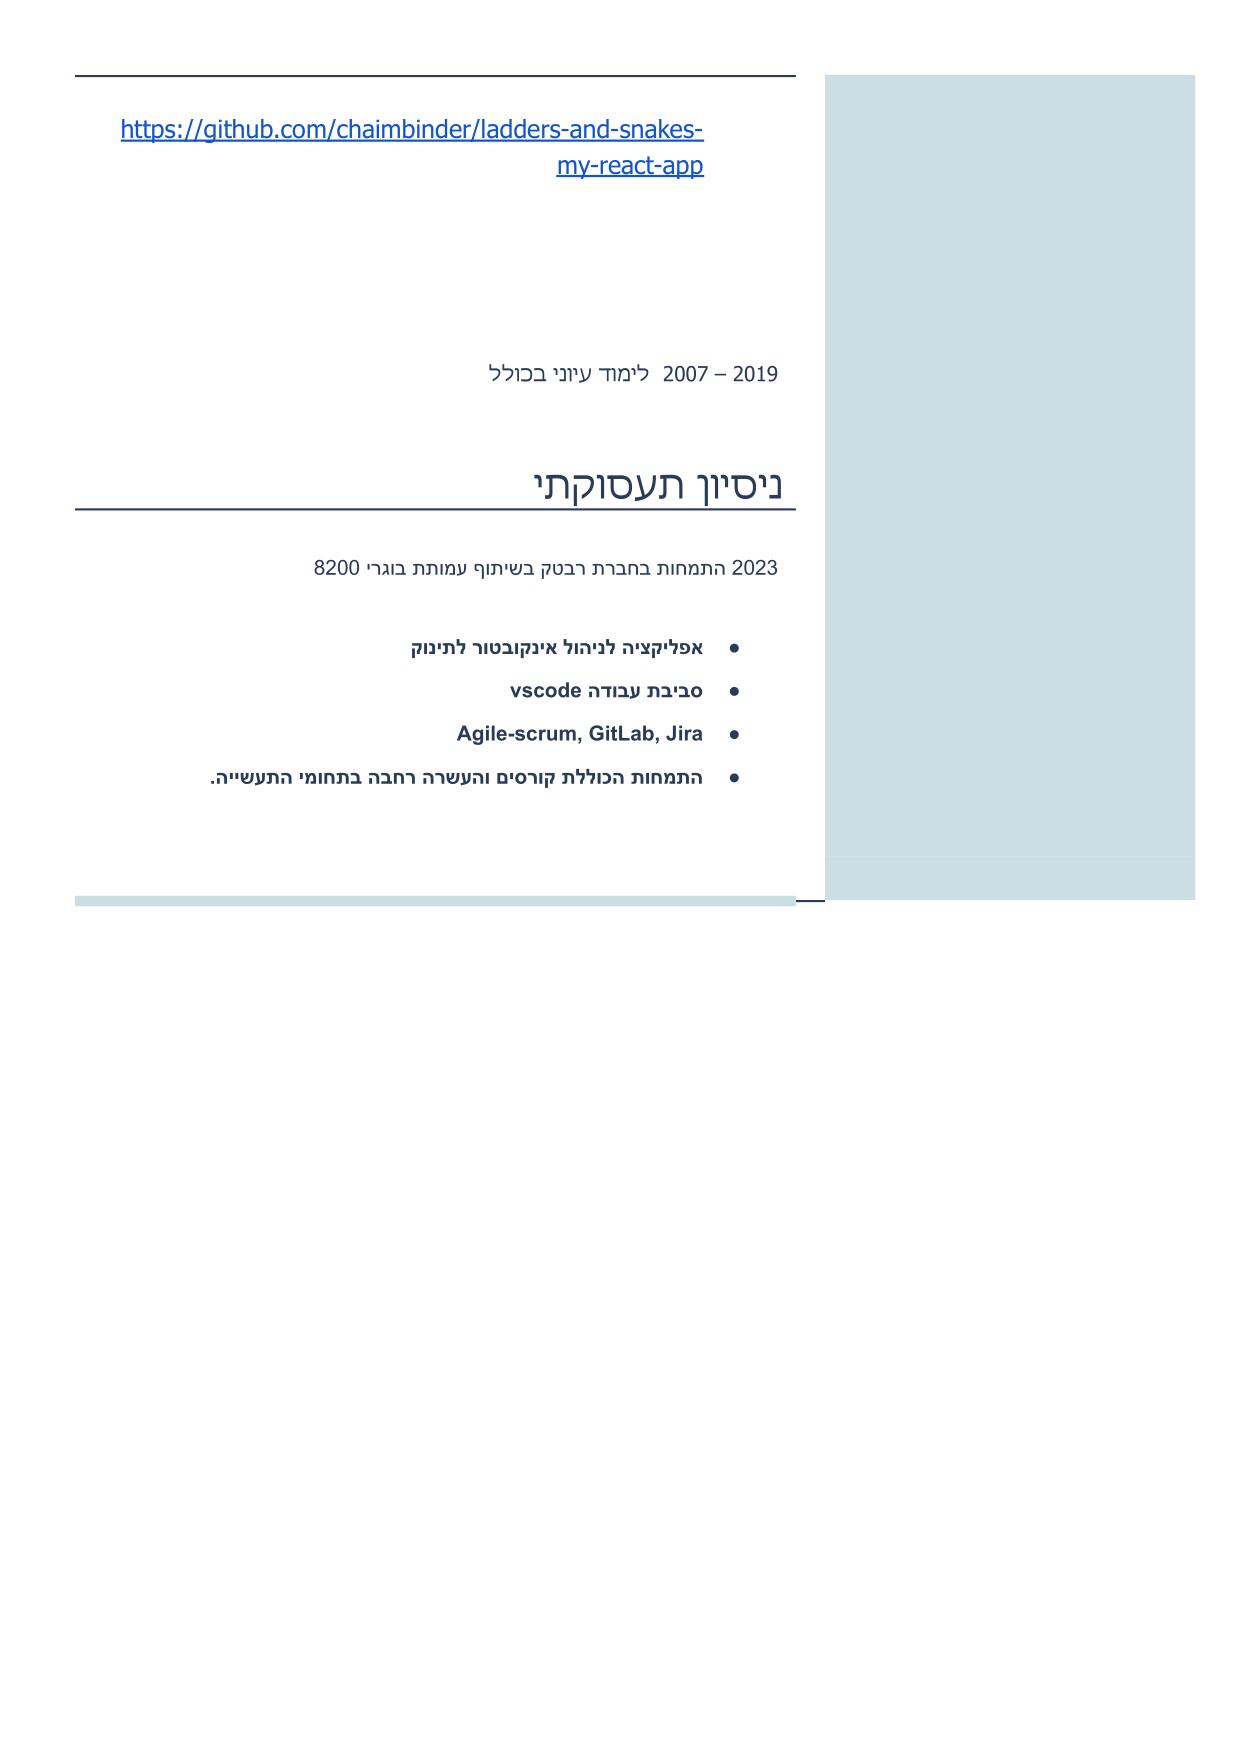 https://github.com/chaimbinder/ladders-and-snakes-
my-react-app
2007 – 2019 לימוד עיוני בכולל
ניסיון תעסוקתי
2023 התמחות בחברת רבטק בשיתוף עמותת בוגרי 8200
● אפליקציה לניהול אינקובטור לתינוק
● סביבת עבודה vscode
● Agile-scrum, GitLab, Jira
● התמחות הכוללת קורסים והעשרה רחבה בתחומי התעשייה.